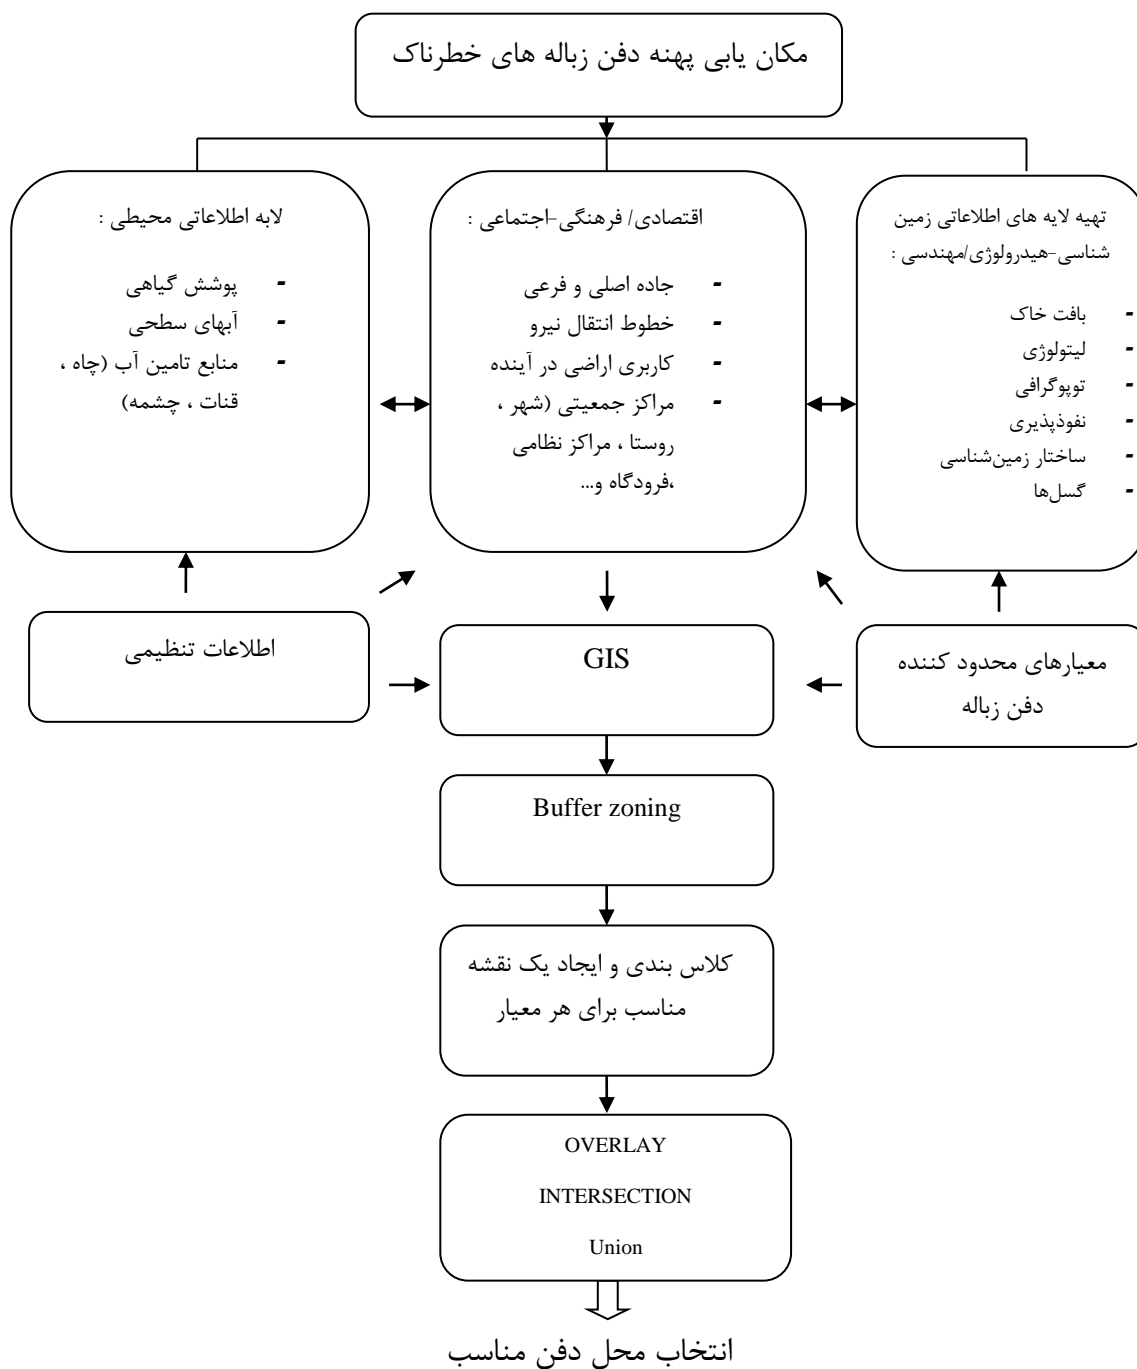 مکان یابی پهنه دفن زباله های خطرناک
تهیه لایه های اطلاعاتی زمین
شناسی-هیدرولوژی/مهندسی :
- بافت خاک
- لیتولوژی
- توپوگرافی
- نفوذپذیری
- ساختار زمین‌شناسی
- گسل‌ها
اقتصادی/ فرهنگی-اجتماعی :
- جاده اصلی و فرعی
- خطوط انتقال نیرو
- کاربری اراضی در آینده
- مراکز جمعیتی (شهر ،
روستا ، مراکز نظامی
،فرودگاه و...
لابه اطلاعاتی محیطی :
- پوشش گیاهی
- آبهای سطحی
- منابع تامین آب (چاه ،
قنات ، چشمه)
معیارهای محدود کننده
دفن زباله
GIS
اطلاعات تنظیمی
Buffer zoning
کلاس بندی و ایجاد یک نقشه
مناسب برای هر معیار
OVERLAY
INTERSECTION
Union
انتخاب محل دفن مناسب